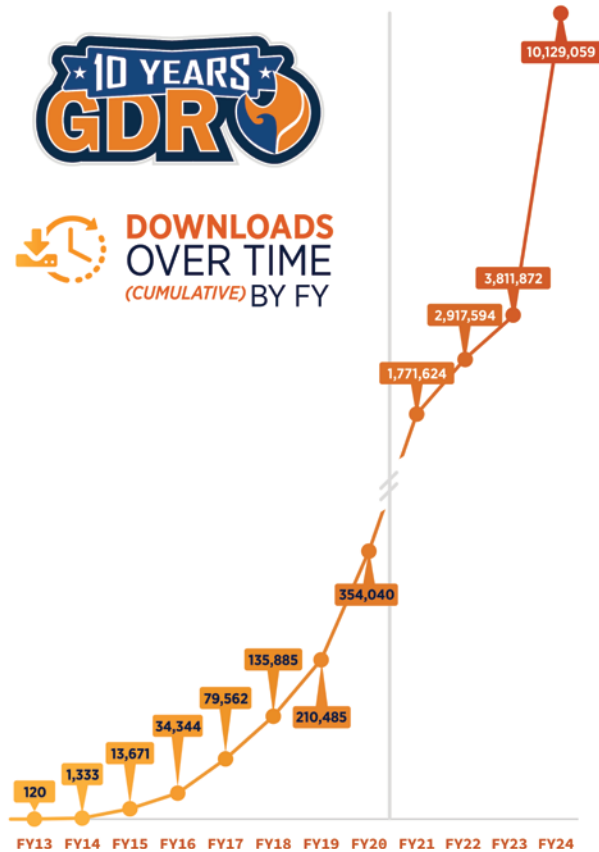 10 YEARS
GDR
DOWNLOADS
OVER TIME
(CUMULATIVE) BY FY
10,129,059
3,811,872
2,917,594
1,771,624
354,040
135,885
210,485
79,562
34,344
13,671
1,333
120
FY13 FY14 FY15 FY16 FY17 FY18 FY19 FY20 FY21 FY22 FY23 FY24